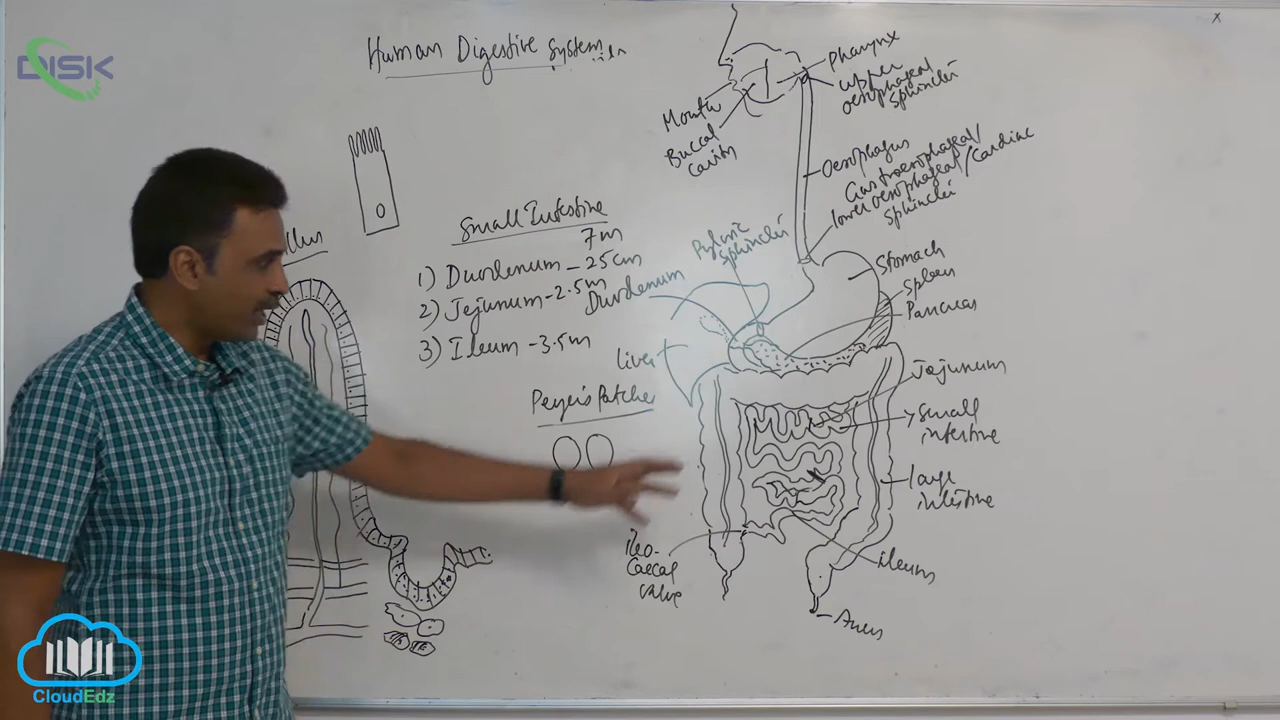 DISK
Human Digestive System
x
Pharynx
upper
oesophageal
sphincter
Mouth
Buccal
cavity
Oesophagus
Gastroesophageal/
lower oesophageal/Cardiac
sphincter
llus
Small Intestine
7m
1) Duodenum - 25cm
2) Jejunum - 2.5m
3) Ileum - 3.5m
Pyloric
sphincter
Duodenum
Stomach
Spleen
Pancreas
Liver
Peyer's Patches
Jejunum
Small
intestine
large
intestine
Ileo-
Caecal
valve
ileum
Anus
CloudEdz